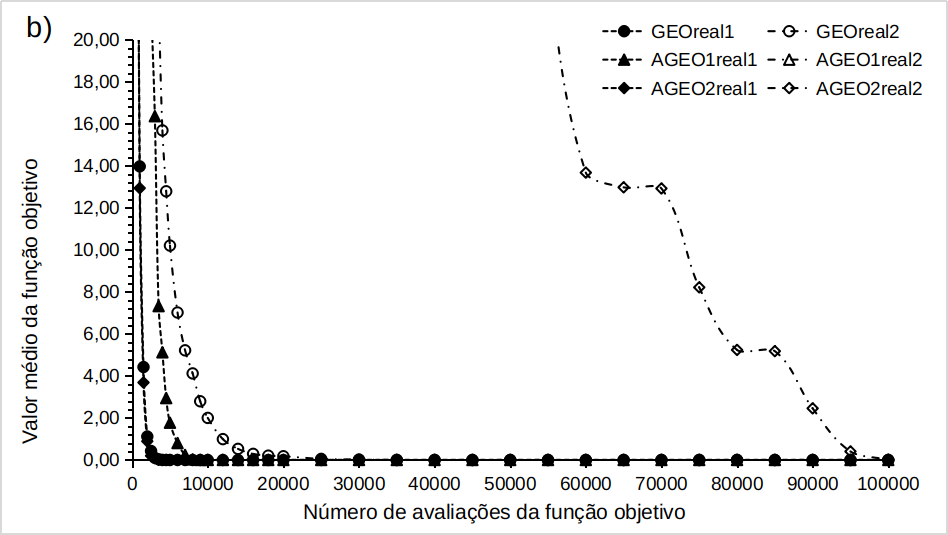 b)
GEOreal1
GEOreal2
AGEO1real1
AGEO1real2
AGEO2real1
AGEO2real2
Valor médio da função objetivo
20,00
18,00
16,00
14,00
12,00
10,00
8,00
6,00
4,00
2,00
0,00
0 10000 20000 30000 40000 50000 60000 70000 80000 90000 100000
Número de avaliações da função objetivo